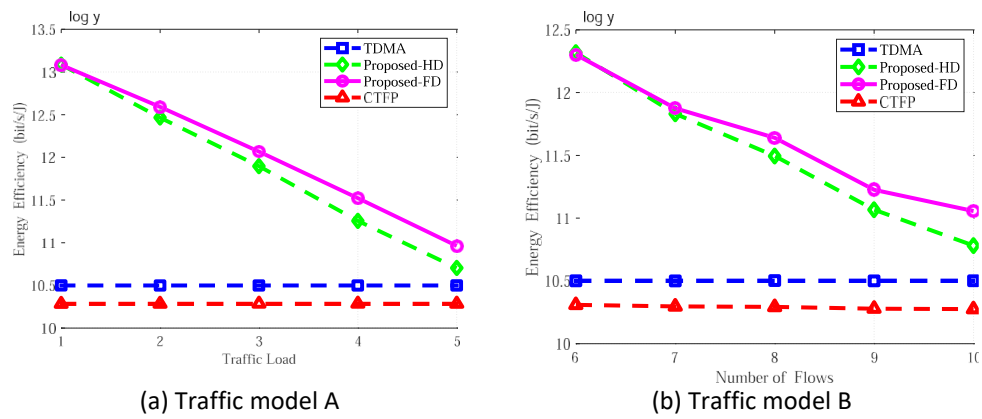 log y
13.5
13
12.5
12
11.5
11
10.5
10
1
2
3
4
5
Energy Efficiency (bit/s/J)
Traffic Load
TDMA
Proposed-HD
Proposed-FD
CTFP
(a) Traffic model A
log y
12.5
12
11.5
11
10.5
10
6
7
8
9
10
Energy Efficiency (bit/s/J)
Number of Flows
TDMA
Proposed-HD
Proposed-FD
CTFP
(b) Traffic model B